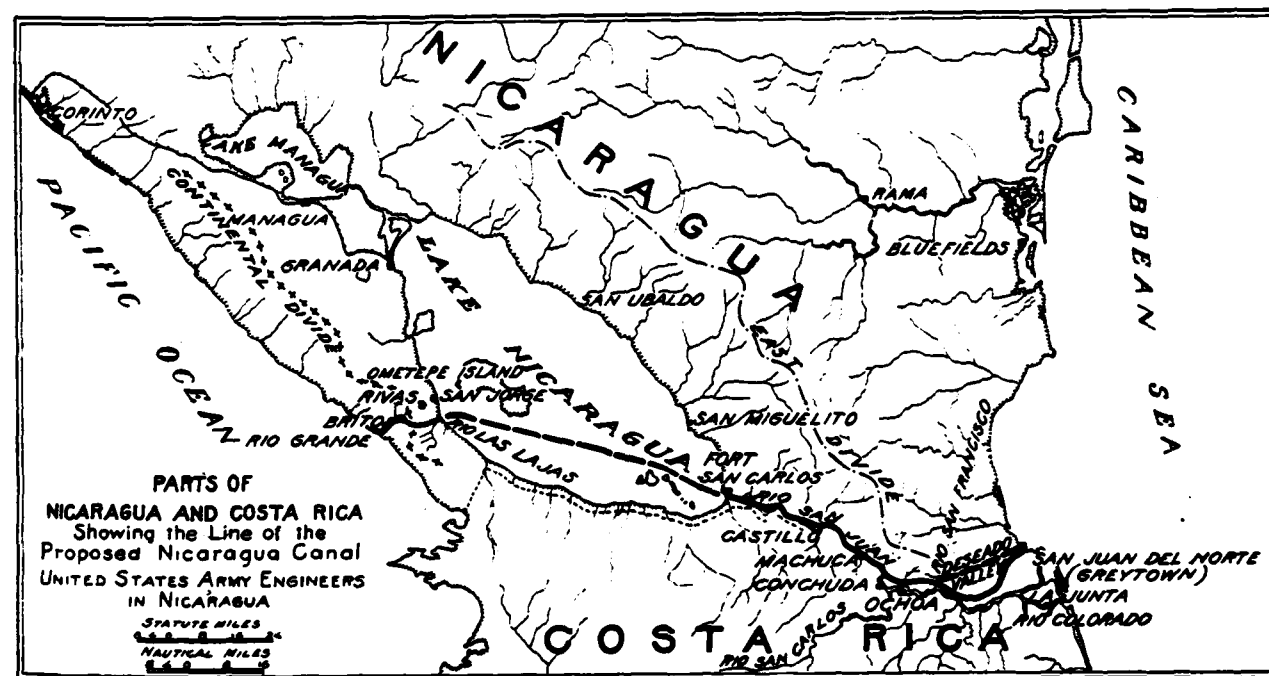 NICARAGUA
CARIBBEAN SEA
PACIFIC OCEAN
CORINTO
LAKE MANAGUA
CONTINENTAL DIVIDE
MANAGUA
GRANADA
LAKE NICARAGUA
RAMA
BLUEFIELDS
SAN UBALDO
EAST DIVIDE
OMETEPE ISLAND
RIVAS
SAN JORGE
BRITO
RIO GRANDE
RIO LAS LAJAS
SAN MIGUELITO
FORT
SAN CARLOS
RIO SAN JUAN
RIO SAN FRANCISCO
CASTILLO
MACHUCA
CONCHUDA
OCHOA
DESEADO
VALLEY
SAN JUAN DEL NORTE
(GREYTOWN)
LA JUNTA
RIO COLORADO
RIO SAN CARLOS
COSTA RICA
PARTS OF
NICARAGUA AND COSTA RICA
Showing the Line of the
Proposed Nicaragua Canal
UNITED STATES ARMY ENGINEERS
IN NICARAGUA
STATUTE MILES
NAUTICAL MILES